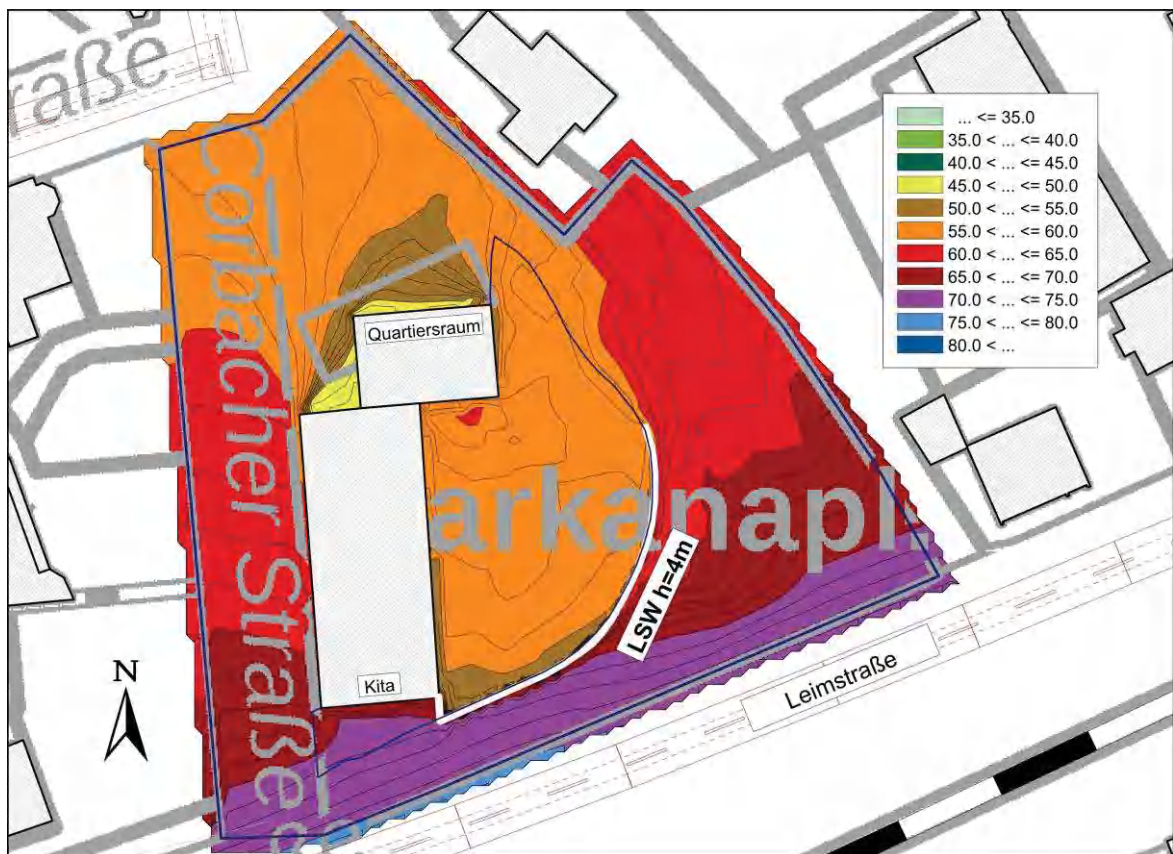 raße
Corbacher Straße
... <= 35.0
35.0 < ... <= 40.0
40.0 < ... <= 45.0
45.0 < ... <= 50.0
50.0 < ... <= 55.0
55.0 < ... <= 60.0
60.0 < ... <= 65.0
65.0 < ... <= 70.0
70.0 < ... <= 75.0
75.0 < ... <= 80.0
80.0 < ...
Quartiersraum
arkanapl
LSW h=4m
Kita
Leimstraße
N